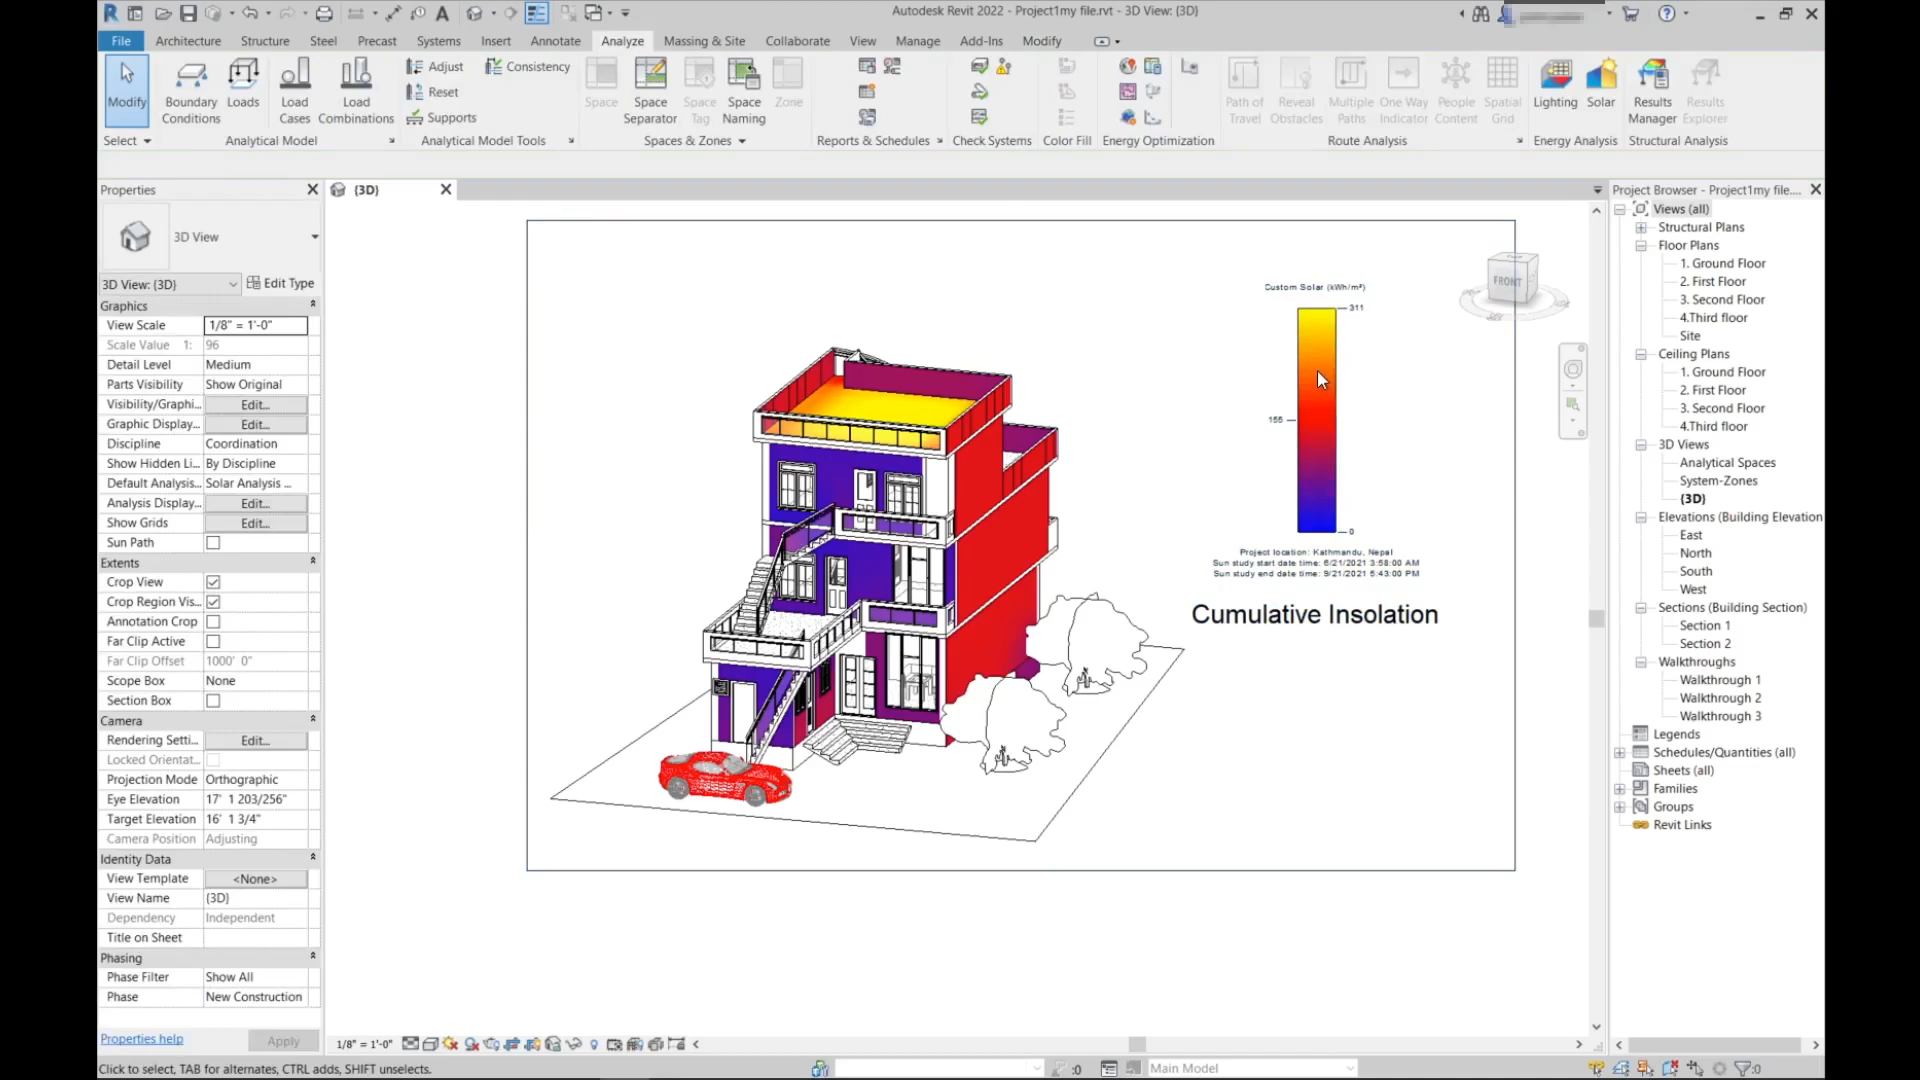 Autodesk Revit 2022 - Project1my file.rvt - 3D View: {3D}
File Architecture Structure Steel Precast Systems Insert Annotate Analyze Massing & Site Collaborate View Manage Add-Ins Modify
Modify
Boundary Conditions
Loads
Load Cases
Load Combinations
Adjust
Reset
Supports
Consistency
Space
Space Separator
Space Tag
Space Naming
Zone
Path of Travel
Reveal Obstacles
Multiple Paths
One Way Indicator
People Content
Spatial Grid
Lighting
Solar
Results Manager
Results Explorer
Select Analytical Model Analytical Model Tools Spaces & Zones Reports & Schedules Check Systems Color Fill Energy Optimization Route Analysis Energy Analysis Structural Analysis
Properties
3D View
3D View: {3D} Edit Type
Graphics
View Scale 1/8" = 1'-0"
Scale Value 1: 96
Detail Level Medium
Parts Visibility Show Original
Visibility/Graphi... Edit...
Graphic Display... Edit...
Discipline Coordination
Show Hidden Li... By Discipline
Default Analysis... Solar Analysis ...
Analysis Display... Edit...
Show Grids Edit...
Sun Path
Extents
Crop View
Crop Region Vis...
Annotation Crop
Far Clip Active
Far Clip Offset 1000' 0"
Scope Box None
Section Box
Camera
Rendering Setti... Edit...
Locked Orientat...
Projection Mode Orthographic
Eye Elevation 17' 1 203/256"
Target Elevation 16' 1 3/4"
Camera Position Adjusting
Identity Data
View Template <None>
View Name {3D}
Dependency Independent
Title on Sheet
Phasing
Phase Filter Show All
Phase New Construction
Properties help Apply
{3D}
FRONT
Custom Solar (kWh/m²)
311
155
0
Project location: Kathmandu, Nepal
Sun study start date time: 6/21/2021 3:58:00 AM
Sun study end date time: 9/21/2021 5:43:00 PM
Cumulative Insolation
Project Browser - Project1my file....
Views (all)
Structural Plans
Floor Plans
1. Ground Floor
2. First Floor
3. Second Floor
4.Third floor
Site
Ceiling Plans
1. Ground Floor
2. First Floor
3. Second Floor
4.Third floor
3D Views
Analytical Spaces
System-Zones
{3D}
Elevations (Building Elevation
East
North
South
West
Sections (Building Section)
Section 1
Section 2
Walkthroughs
Walkthrough 1
Walkthrough 2
Walkthrough 3
Legends
Schedules/Quantities (all)
Sheets (all)
Families
Groups
Revit Links
1/8" = 1'-0"
Click to select, TAB for alternates, CTRL adds, SHIFT unselects.
:0
Main Model
:0